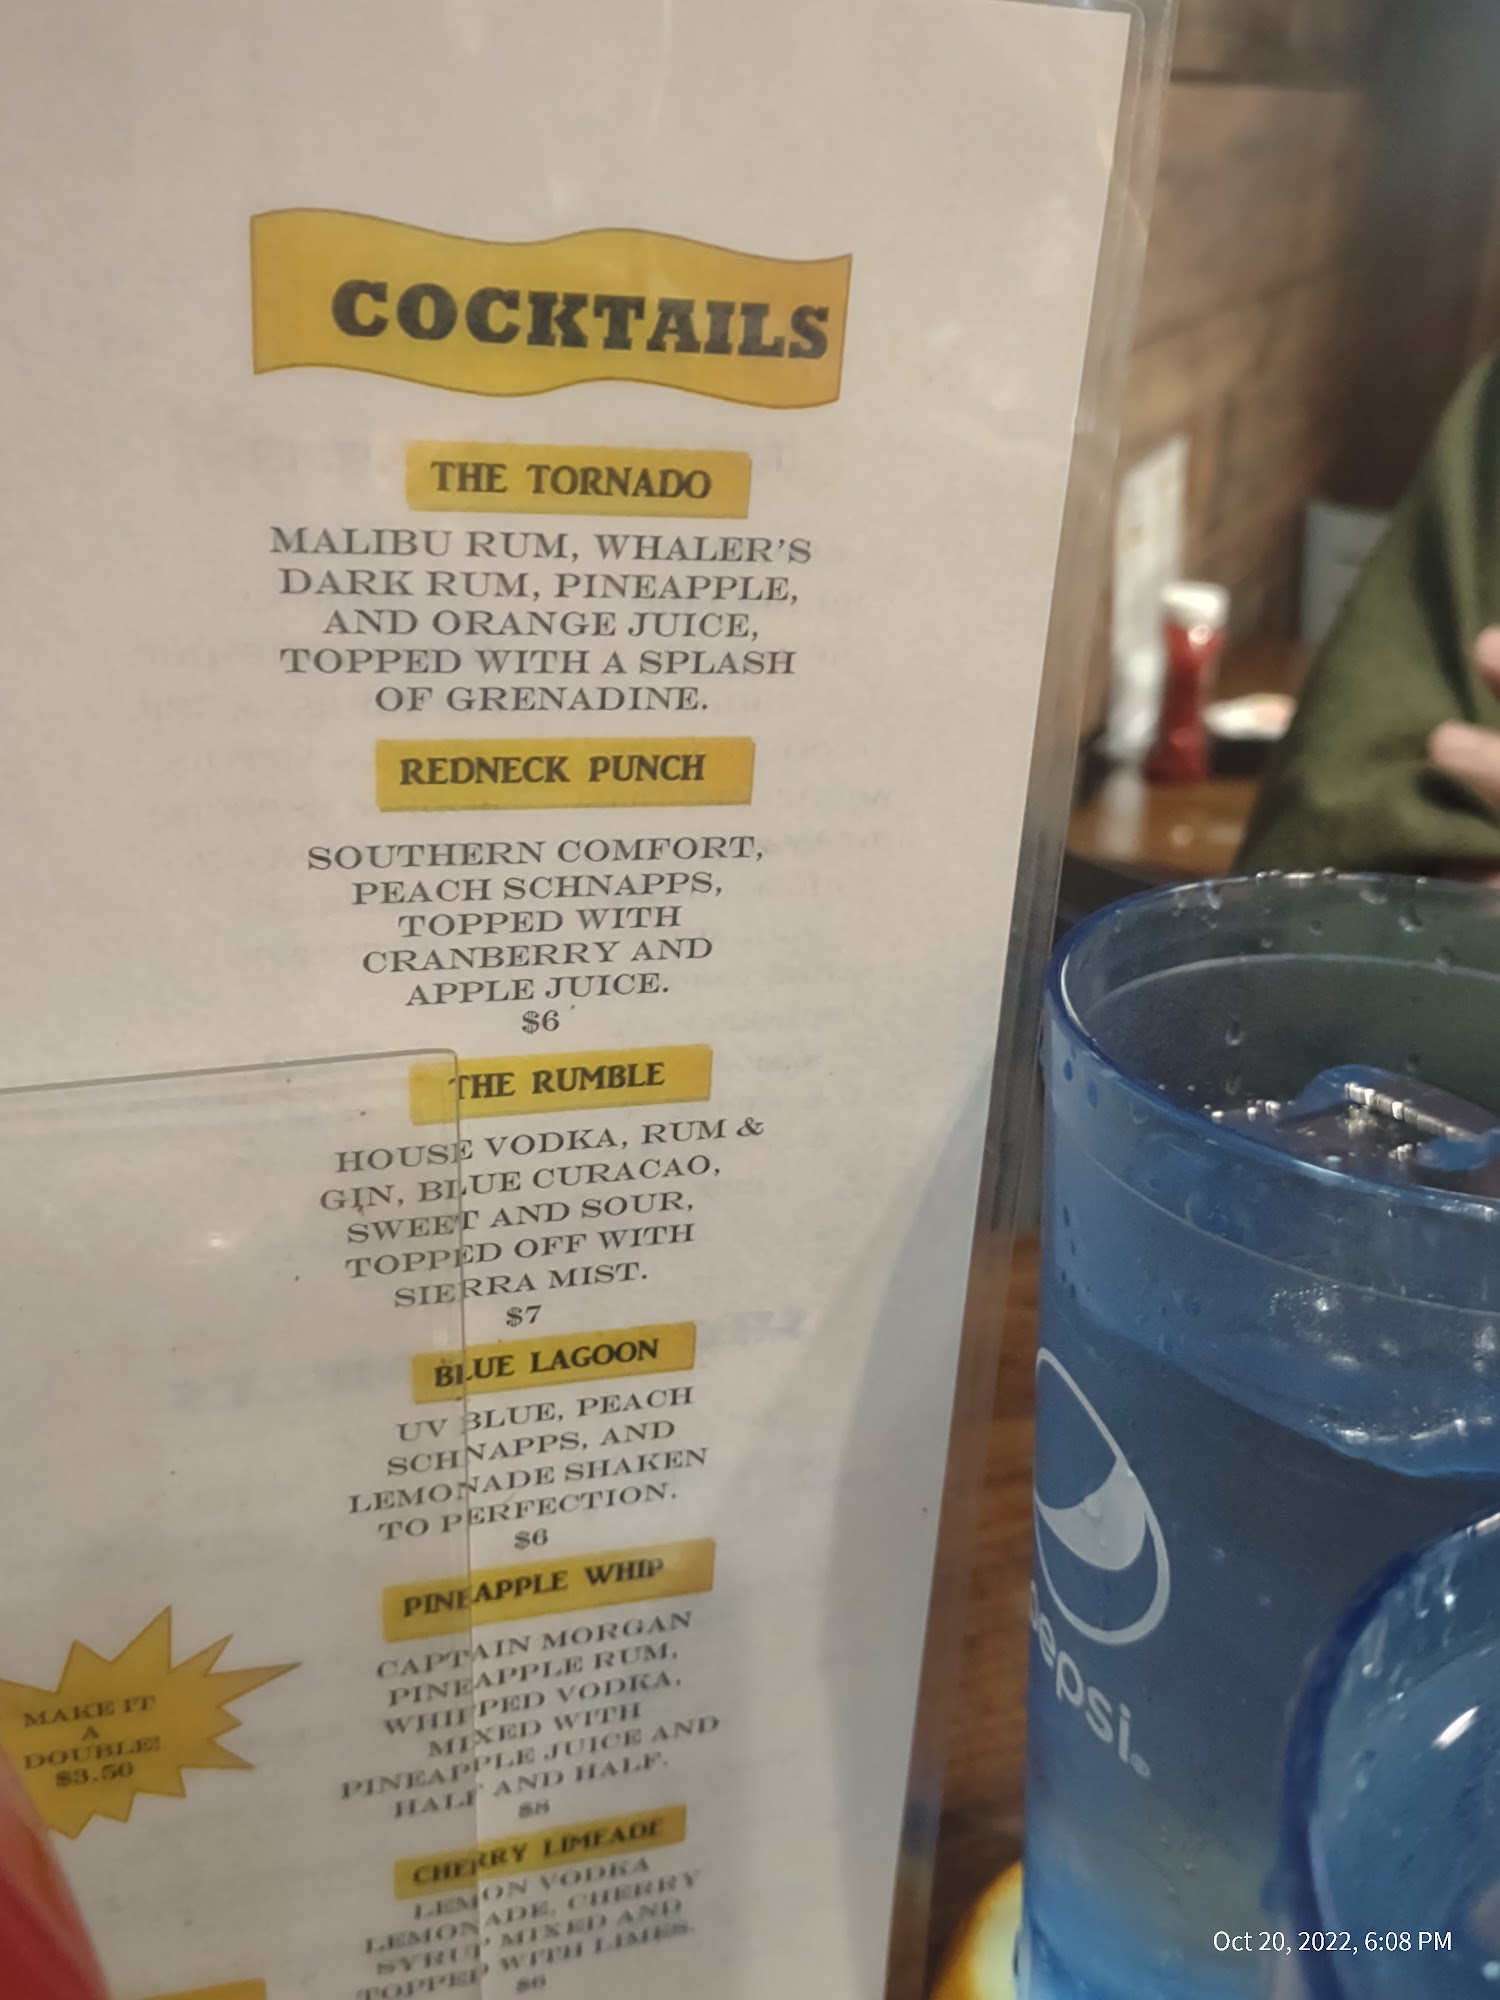 COCKTAILS
THE TORNADO
MALIBU RUM, WHALER'S
DARK RUM, PINEAPPLE,
AND ORANGE JUICE,
TOPPED WITH A SPLASH
OF GRENADINE.
REDNECK PUNCH
SOUTHERN COMFORT,
PEACH SCHNAPPS,
TOPPED WITH
CRANBERRY AND
APPLE JUICE.
$6
THE RUMBLE
HOUSE VODKA, RUM &
GIN, BLUE CURACAO,
SWEET AND SOUR,
TOPPED OFF WITH
SIERRA MIST.
$7
BLUE LAGOON
UV BLUE, PEACH
SCHNAPPS, AND
LEMONADE SHAKEN
TO PERFECTION.
$6
PINEAPPLE WHIP
CAPTAIN MORGAN
PINEAPPLE RUM,
WHIPPED VODKA,
MIXED WITH
PINEAPPLE JUICE AND
HALF AND HALF.
$8
CHERRY LIMEADE
LEMON VODKA
LEMONADE, CHERRY
SYRUP MIXED AND
TOPPED WITH LIMES.
$6
MAKE IT
A
DOUBLE!
$3.50
pepsi®
Oct 20, 2022, 6:08 PM